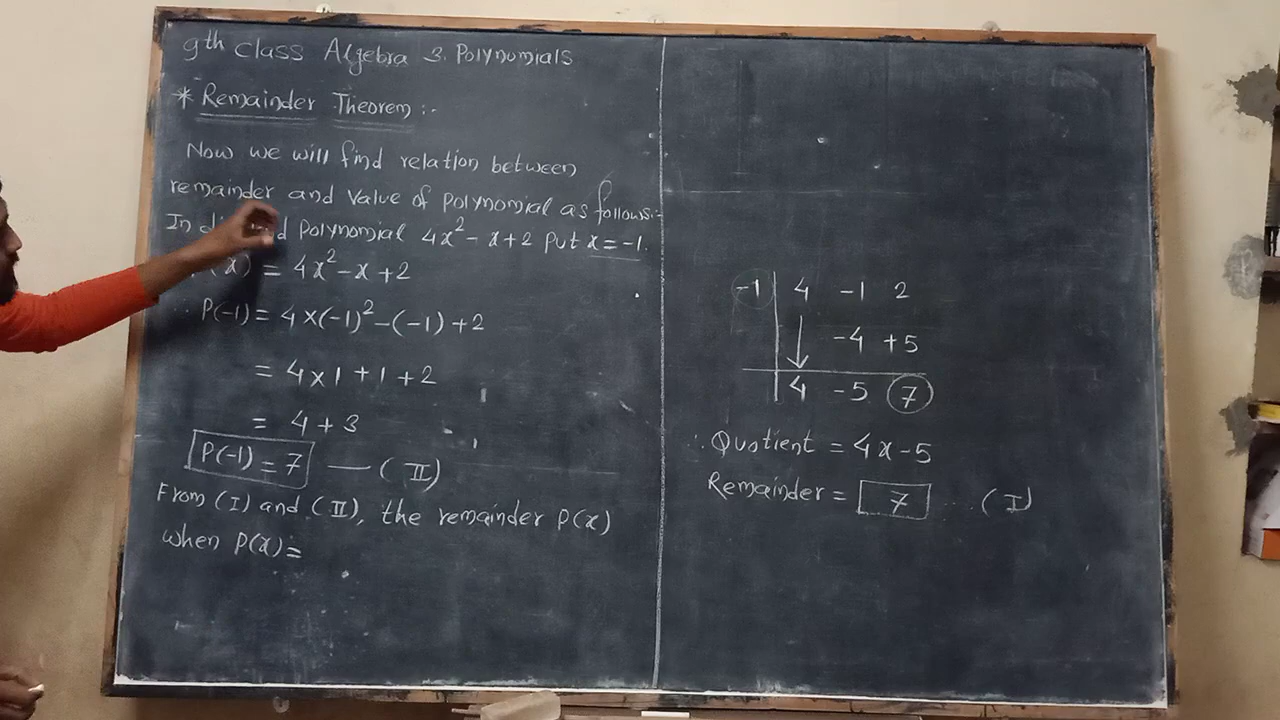 9th class Algebra 3. Polynomials
* Remainder Theorem :-
Now we will find relation between
remainder and value of polynomial as follows:-
In polynomial 4x² - x + 2 put x = -1.
(x) = 4x² - x + 2
∴ P(-1) = 4×(-1)² - (-1) + 2
= 4×1 + 1 + 2
= 4 + 3
P(-1) = 7 — (II)
From (I) and (II), the remainder P(x)
when P(x) =
-1 4 -1 2
↓ -4 +5
4 -5 7
∴ Quotient = 4x - 5
Remainder = 7 ... (I)